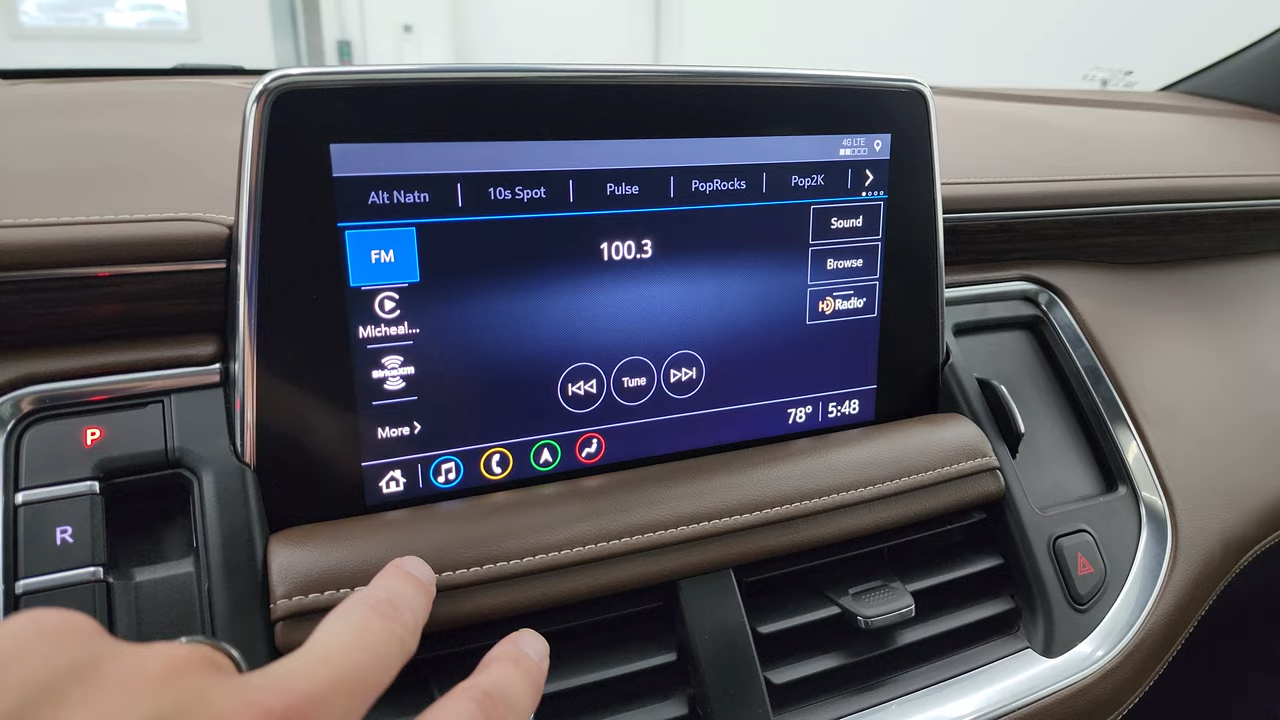 4G LTE
Alt Natn
10s Spot
Pulse
PopRocks
Pop2K
FM
100.3
Sound
Browse
HD Radio
Micheal...
SiriusXM
Tune
More
78° 5:48
P
R